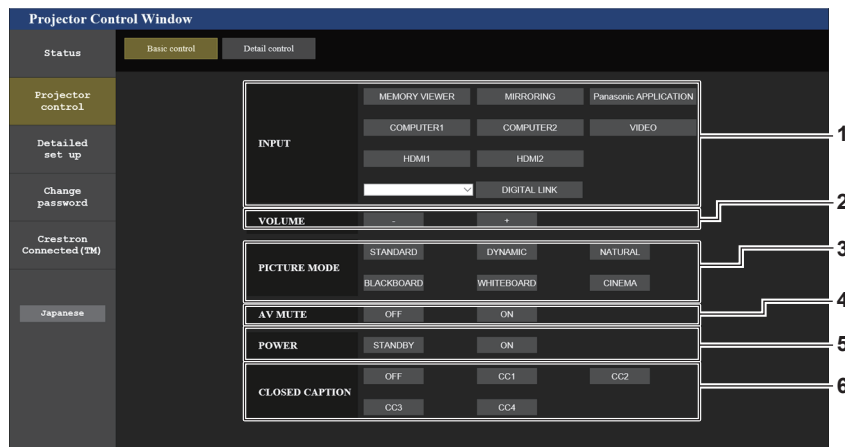 Projector Control Window
Status
Basic control
Detail control
Projector
control
Detailed
set up
Change
password
Crestron
Connected(TM)
Japanese
INPUT
MEMORY VIEWER
MIRRORING
Panasonic APPLICATION
COMPUTER1
COMPUTER2
VIDEO
HDMI1
HDMI2
DIGITAL LINK
1
VOLUME
-
+
2
PICTURE MODE
STANDARD
DYNAMIC
NATURAL
BLACKBOARD
WHITEBOARD
CINEMA
3
AV MUTE
OFF
ON
4
POWER
STANDBY
ON
5
CLOSED CAPTION
OFF
CC1
CC2
CC3
CC4
6